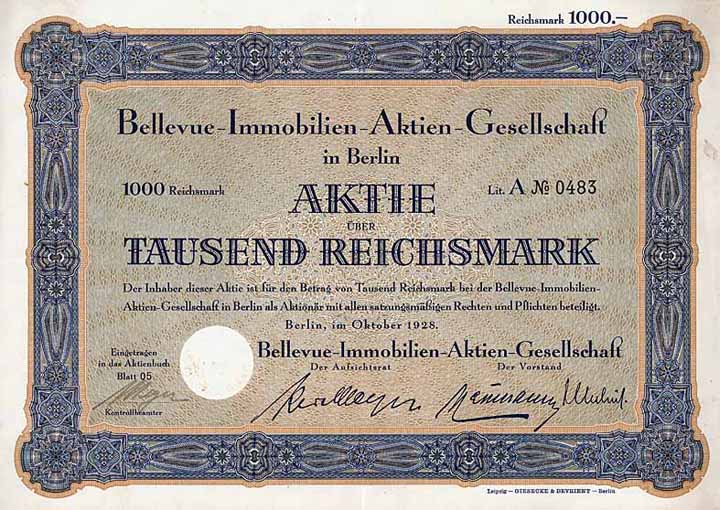 Reichsmark 1000.–
Bellevue-Immobilien-Aktien-Gesellschaft
in Berlin
1000 Reichsmark AKTIE Lit. A № 0483
ÜBER
TAUSEND REICHSMARK
Der Inhaber dieser Aktie ist für den Betrag von Tausend Reichsmark bei der Bellevue-Immobilien-
Aktien-Gesellschaft in Berlin als Aktionär mit allen satzungsmäßigen Rechten und Pflichten beteiligt.
Berlin, im Oktober 1928.
Eingetragen
in das Aktienbuch
Blatt 05
Kontrollbeamter
Bellevue-Immobilien-Aktien-Gesellschaft
Der Aufsichtsrat Der Vorstand
Leipzig — GIESECKE & DEVRIENT — Berlin